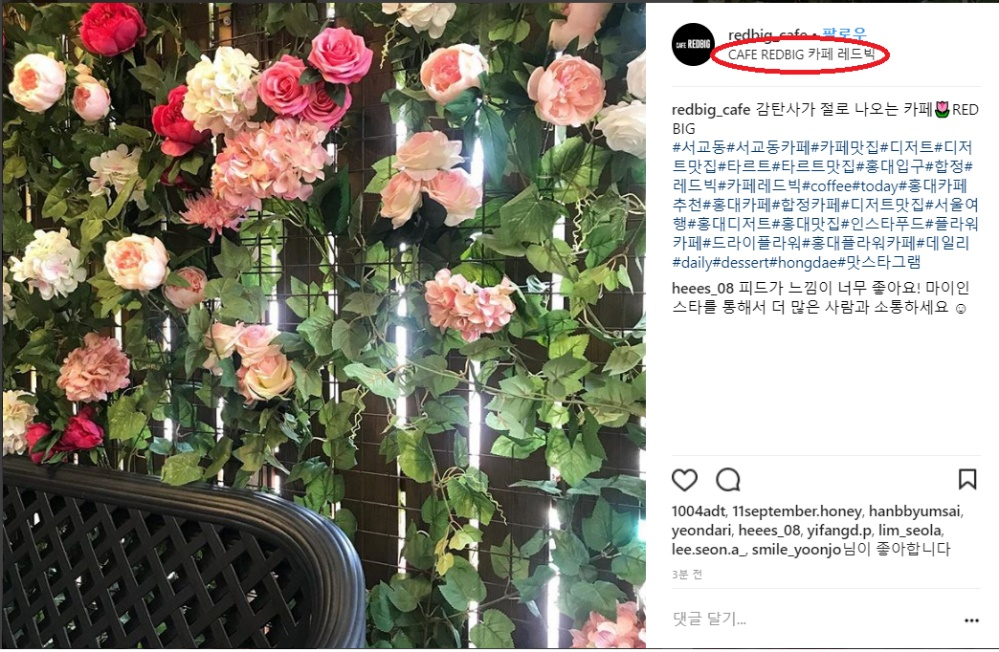 CAFE REDBIG
redbig_cafe • 팔로우
CAFE REDBIG 카페 레드빅
redbig_cafe 감탄사가 절로 나오는 카페🌷RED
BIG
#서교동#서교동카페#카페맛집#디저트#디저
트맛집#타르트#타르트맛집#홍대입구#합정#
레드빅#카페레드빅#coffee#today#홍대카페
추천#홍대카페#합정카페#디저트맛집#서울여
행#홍대디저트#홍대맛집#인스타푸드#플라워
카페#드라이플라워#홍대플라워카페#데일리
#daily#dessert#hongdae#맛스타그램
heees_08 피드가 느낌이 너무 좋아요! 마이인
스타를 통해서 더 많은 사람과 소통하세요 ☺
1004adt, 11september.honey, hanbbyumsai,
yeondari, heees_08, yifangd.p, lim_seola,
lee.seon.a_, smile_yoonjo님이 좋아합니다
3분 전
댓글 달기...